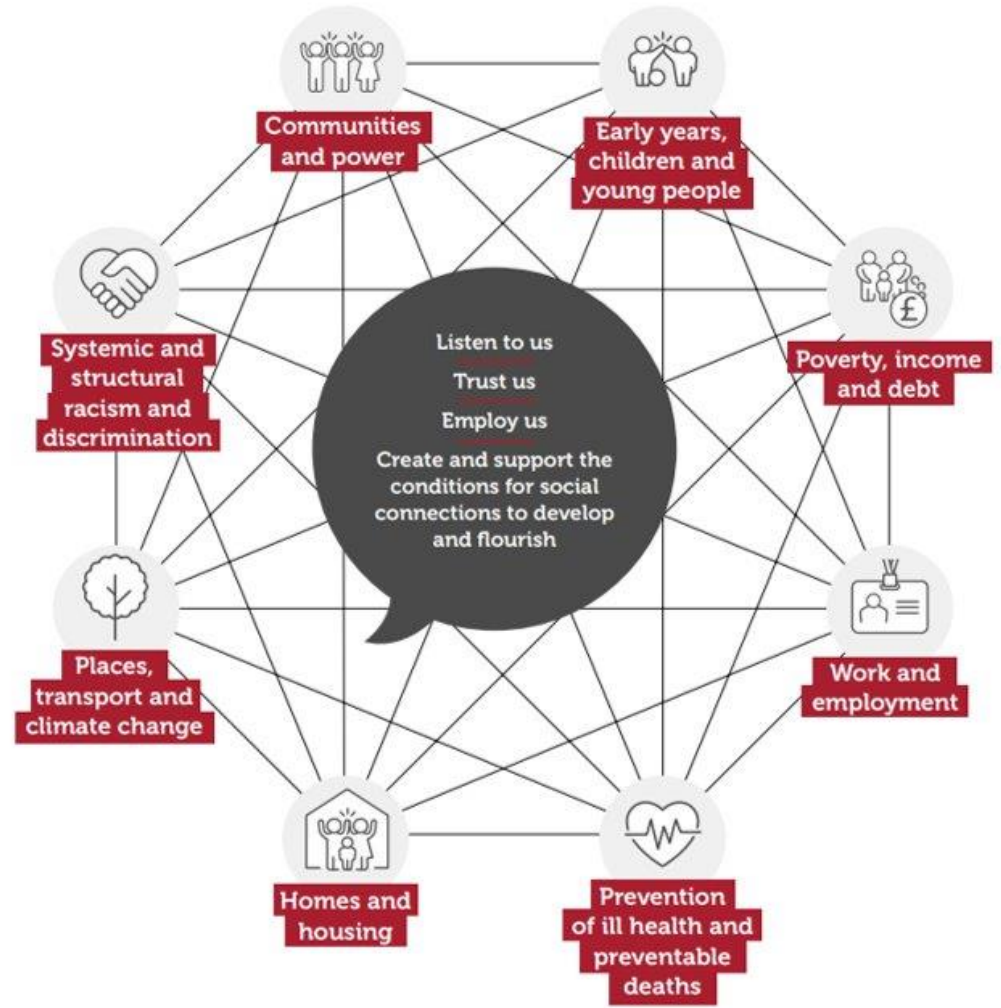 Communities
and power
Early years,
children and
young people
Systemic and
structural
racism and
discrimination
£
Poverty, income
and debt
Listen to us
Trust us
Employ us
Create and support the
conditions for social
connections to develop
and flourish
Places,
transport and
climate change
Work and
employment
Homes and
housing
Prevention
of ill health and
preventable
deaths